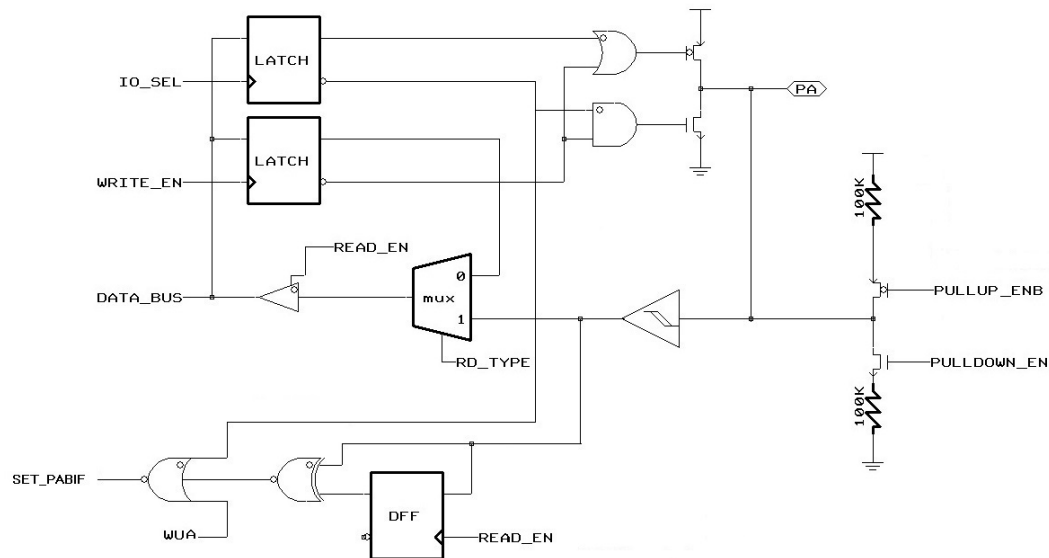 LATCH
IO_SEL
PA
LATCH
WRITE_EN
100K
READ_EN
0
DATA_BUS
mux
PULLUP_ENB
1
RD_TYPE
PULLDOWN_EN
100K
SET_PABIF
DFF
WUA
READ_EN